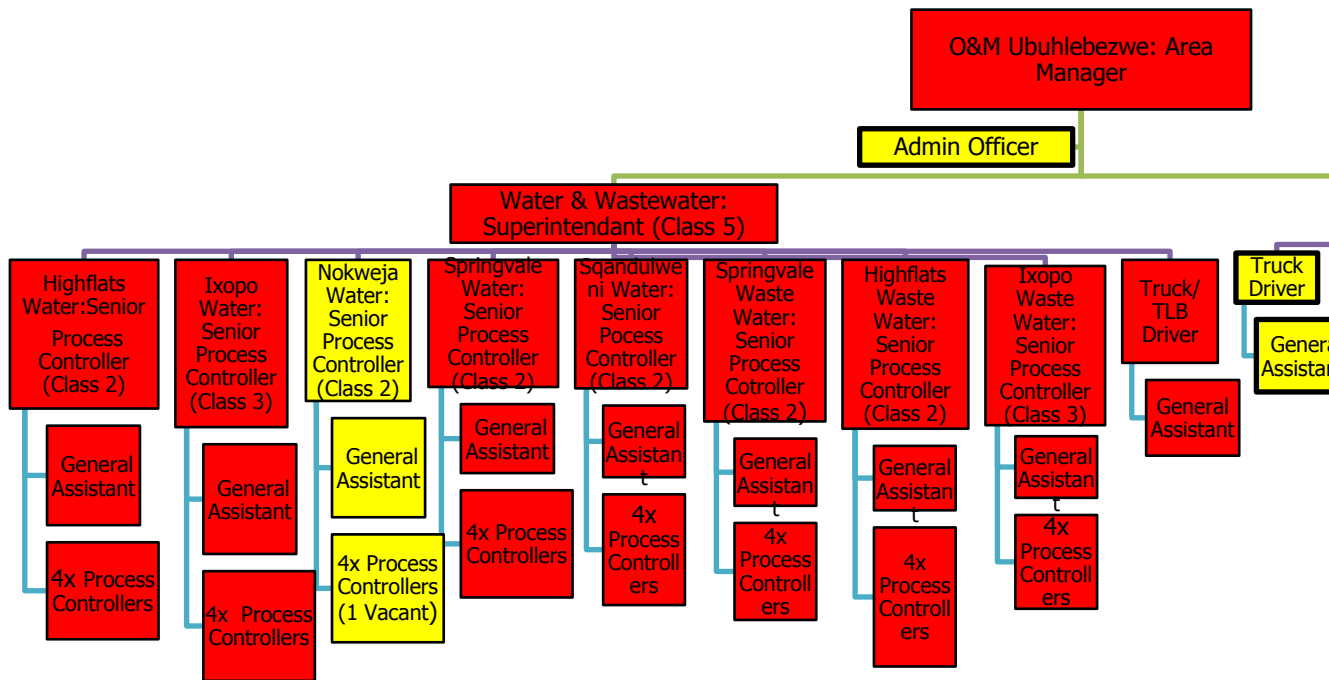 O&M Ubuhlebezwe: Area
Manager
Admin Officer
Water & Wastewater:
Superintendant (Class 5)
Highflats
Water:Senior
Process
Controller
(Class 2)
General
Assistant
4x Process
Controllers
Ixopo
Water:
Senior
Process
Controller
(Class 3)
General
Assistant
4x Process
Controllers
Nokweja
Water:
Senior
Process
Controller
(Class 2)
General
Assistant
4x Process
Controllers
(1 Vacant)
Springvale
Water:
Senior
Process
Controller
(Class 2)
General
Assistant
4x Process
Controllers
Sqandulwe
ni Water:
Senior
Pocess
Controller
(Class 2)
General
Assistan
t
4x
Process
Controll
ers
Springvale
Waste
Water:
Senior
Process
Cotroller
(Class 2)
General
Assistan
t
4x
Process
Controll
ers
Highflats
Waste
Water:
Senior
Process
Controller
(Class 2)
General
Assistan
t
4x
Process
Controll
ers
Ixopo
Waste
Water:
Senior
Process
Controller
(Class 3)
General
Assistan
t
4x
Process
Controll
ers
Truck/
TLB
Driver
General
Assistant
Truck
Driver
Genera
Assistan